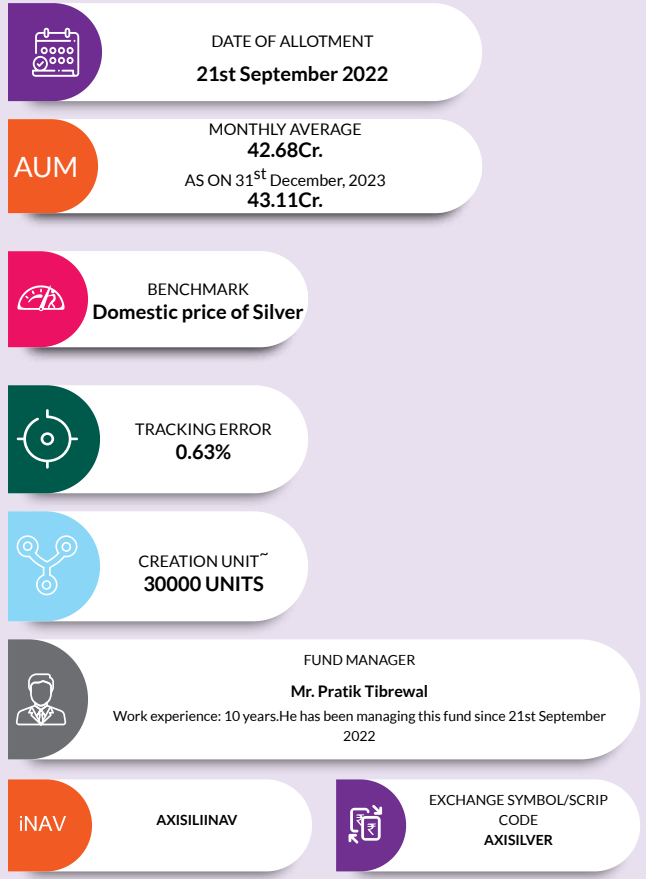 DATE OF ALLOTMENT
21st September 2022
AUM
MONTHLY AVERAGE
42.68Cr.
AS ON 31st December, 2023
43.11Cr.
BENCHMARK
Domestic price of Silver
TRACKING ERROR
0.63%
CREATION UNIT~
30000 UNITS
FUND MANAGER
Mr. Pratik Tibrewal
Work experience: 10 years.He has been managing this fund since 21st September
2022
iNAV
AXISILIINAV
EXCHANGE SYMBOL/SCRIP
CODE
AXISILVER